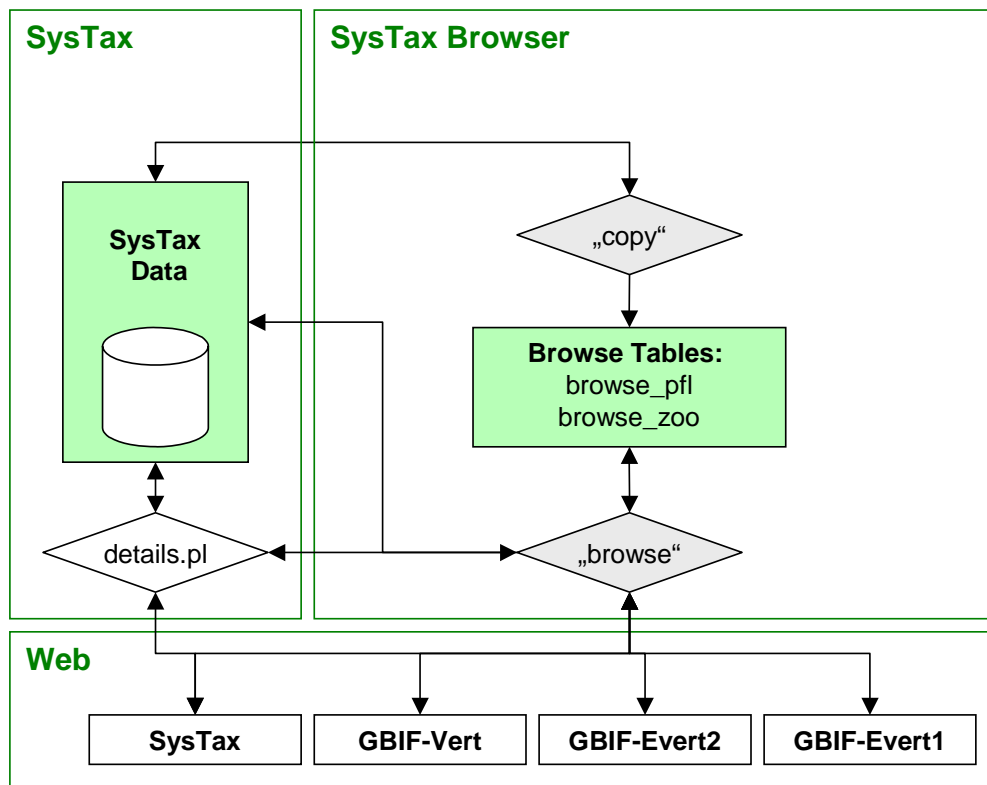 SysTax
SysTax Browser
„copy“
SysTax
Data
Browse Tables:
browse_pfl
browse_zoo
details.pl
„browse“
Web
SysTax
GBIF-Vert
GBIF-Evert2
GBIF-Evert1